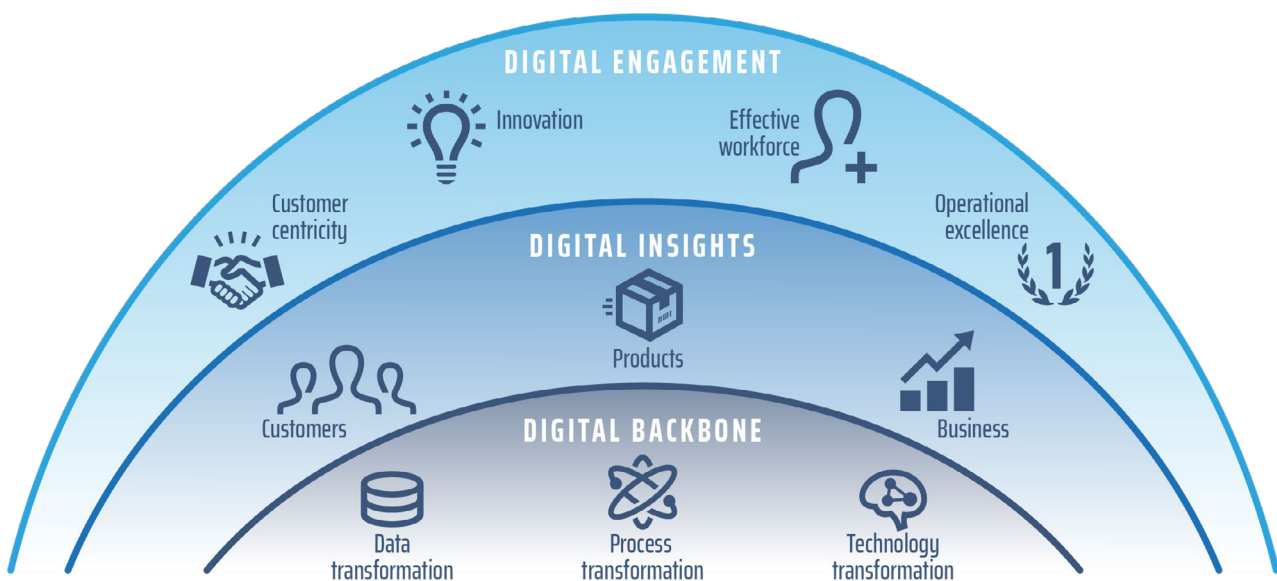 DIGITAL ENGAGEMENT
Innovation
Effective
workforce
Customer
centricity
Operational
excellence
1
DIGITAL INSIGHTS
Products
Customers
Business
DIGITAL BACKBONE
Data
transformation
Process
transformation
Technology
transformation